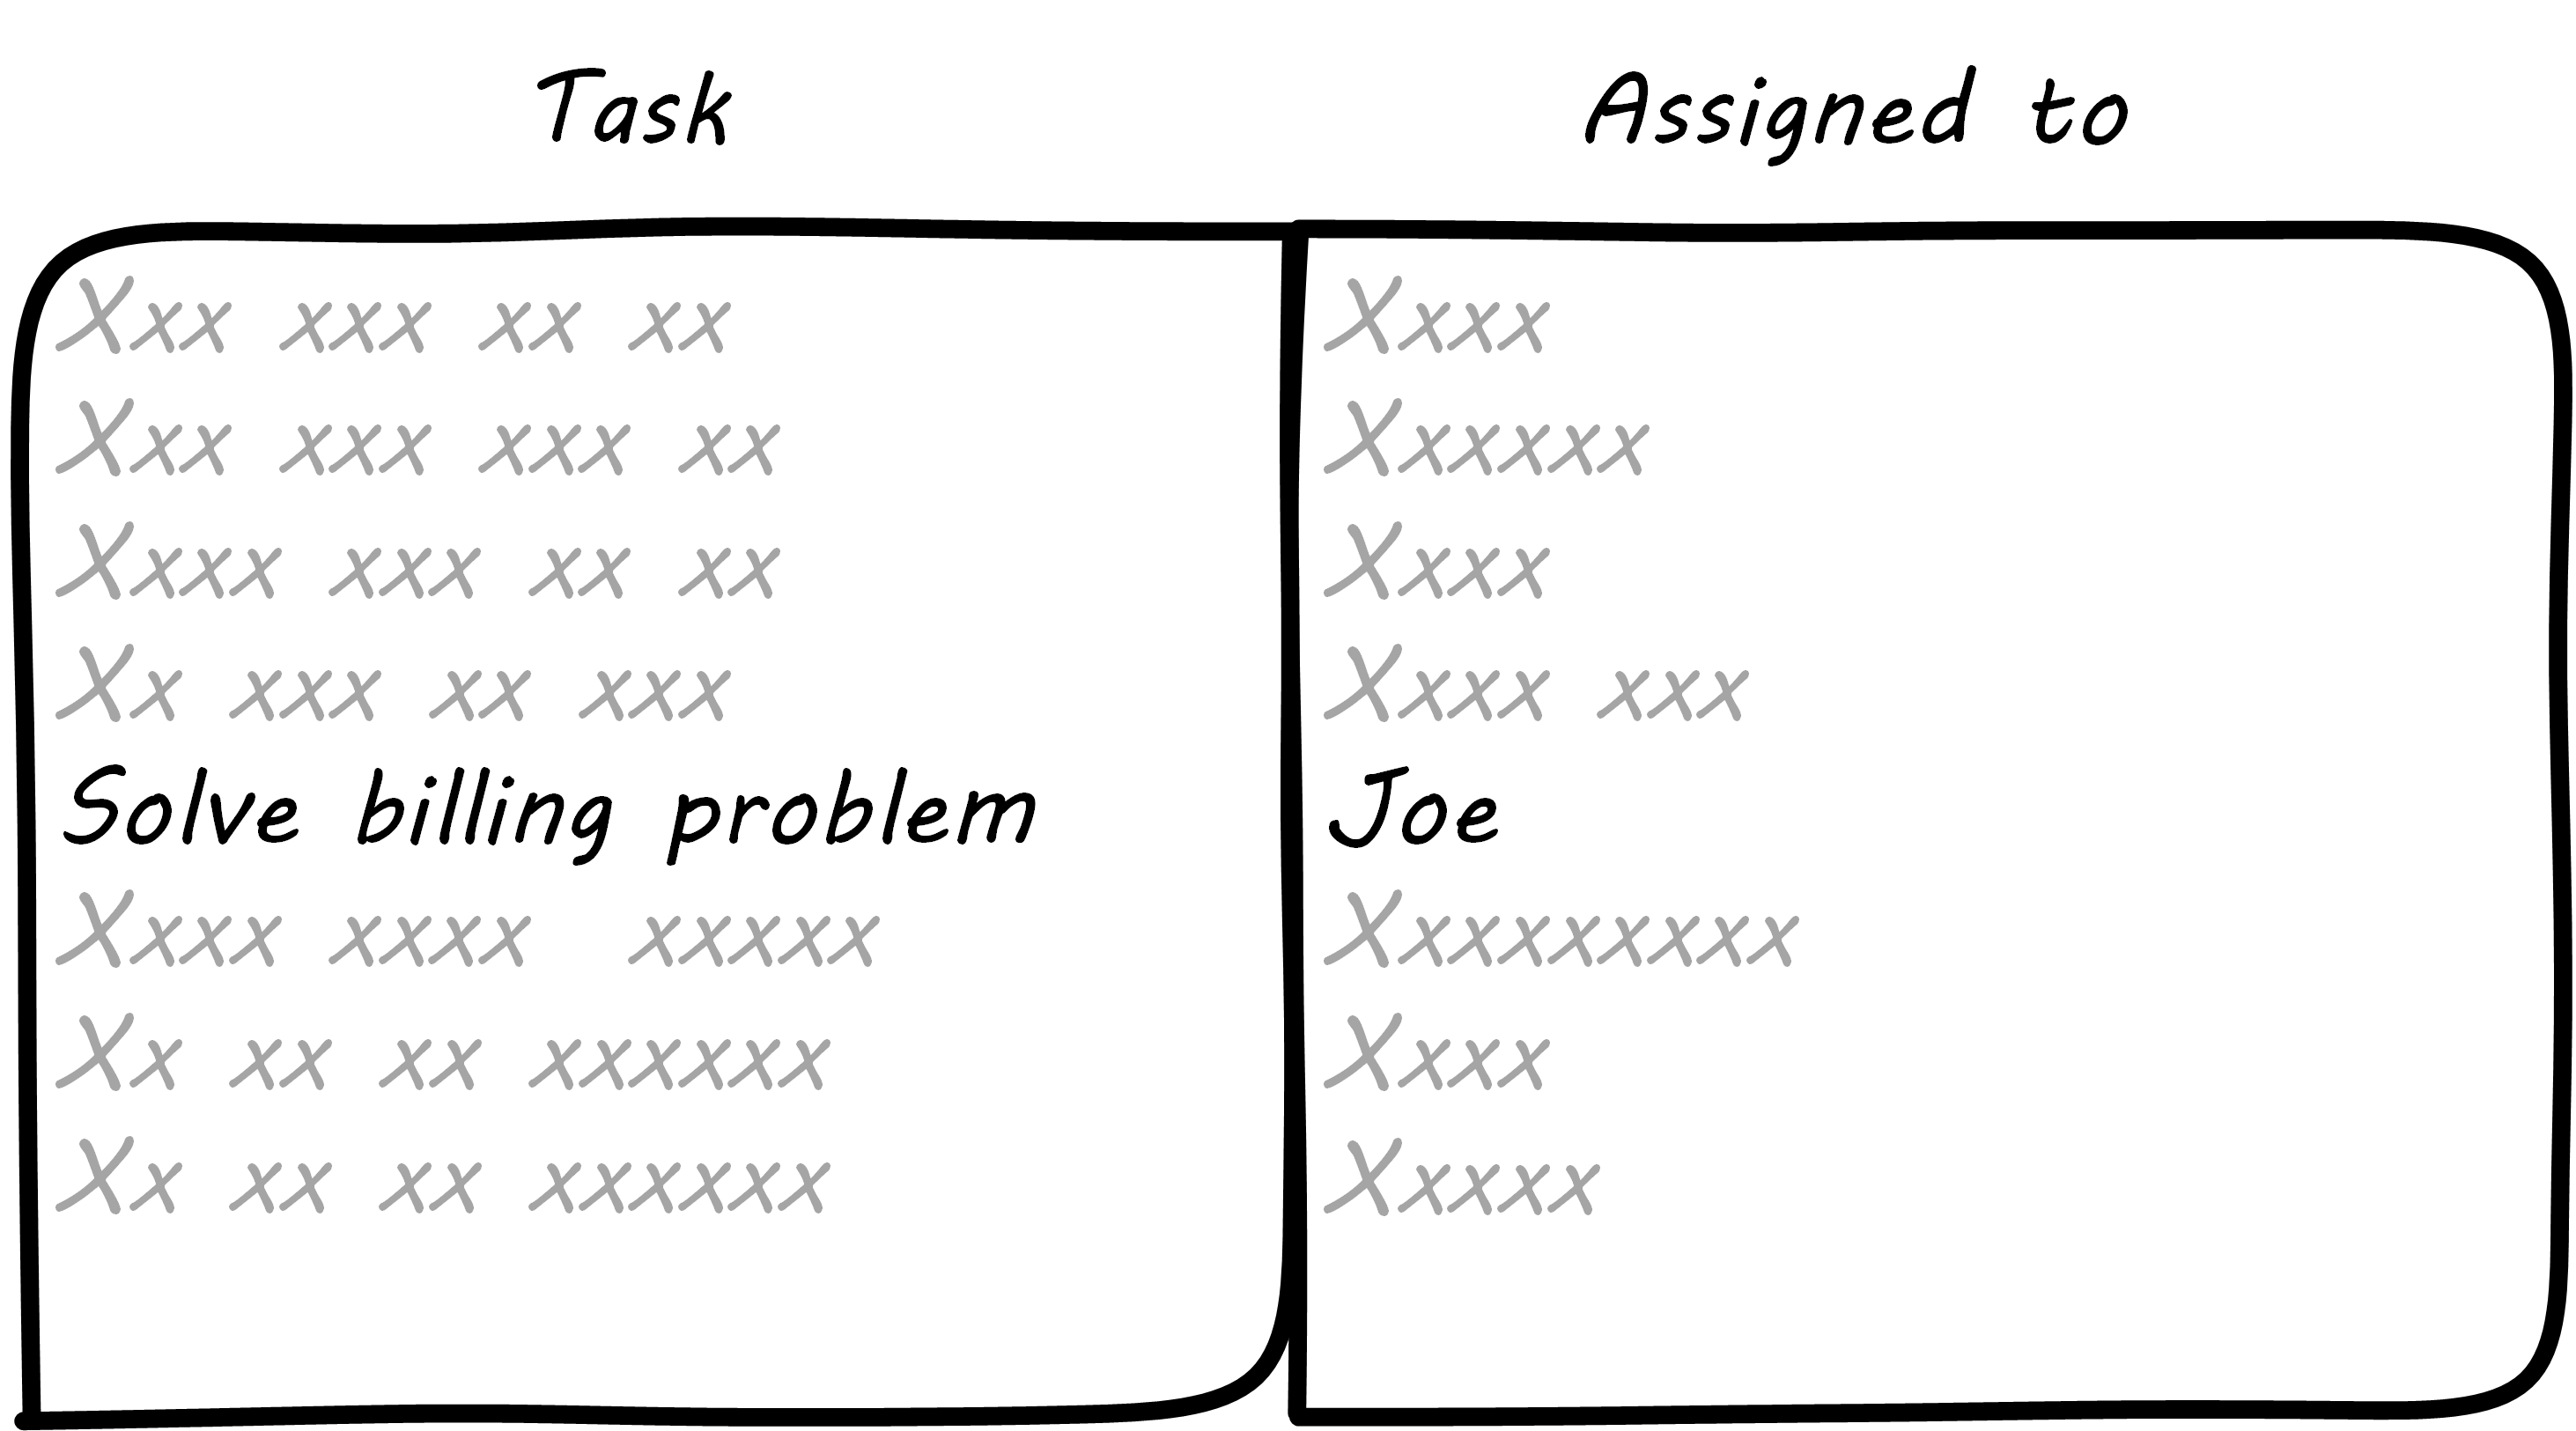 Task Assigned to
Xxx xxx xx xx Xxxx
Xxx xxx xxx xx Xxxxxx
Xxxx xxx xx xx Xxxx
Xx xxx xx xxx Xxxx xxx
Solve billing problem Joe
Xxxx xxxx xxxxx Xxxxxxxxx
Xx xx xx xxxxxx Xxxx
Xx xx xx xxxxxx Xxxxx